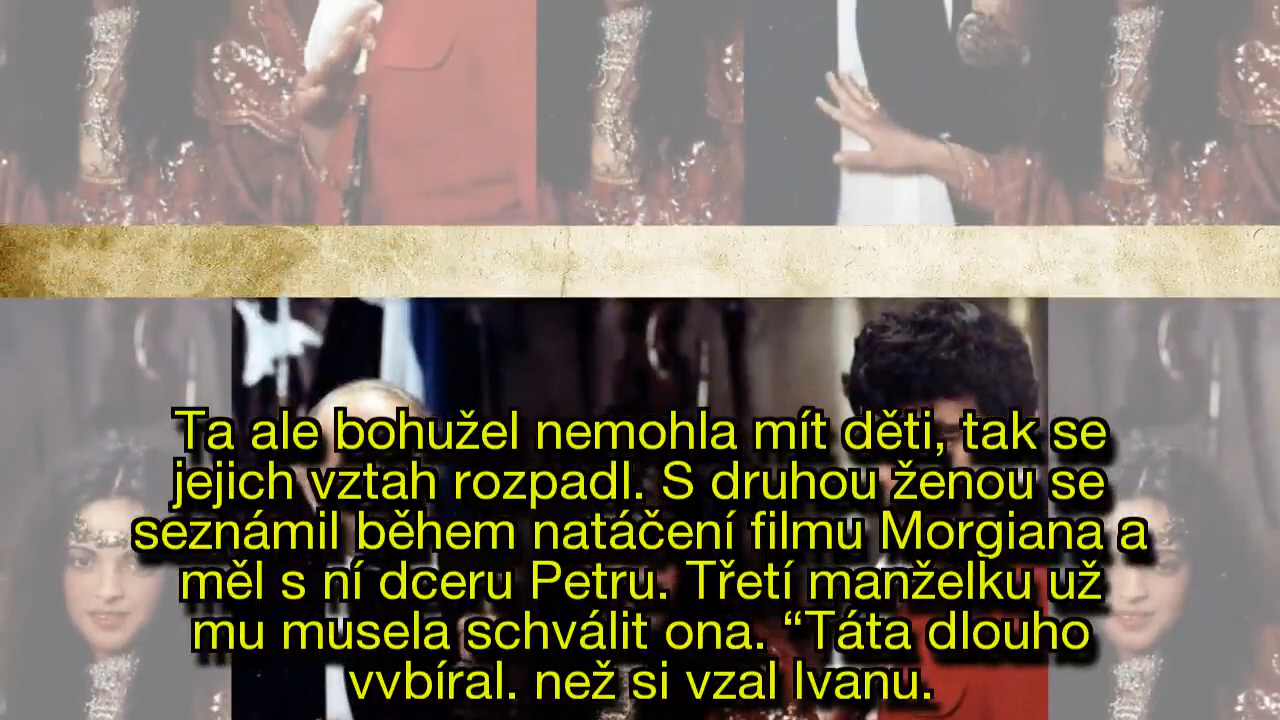 Ta ale bohužel nemohla mít děti, tak se
jejich vztah rozpadl. S druhou ženou se
seznámil během natáčení filmu Morgiana a
měl s ní dceru Petru. Třetí manželku už
mu musela schválit ona. “Táta dlouho
vybíral, než si vzal Ivanu.